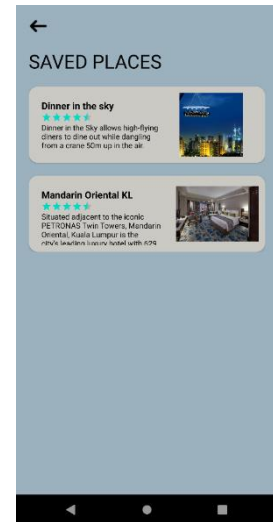 SAVED PLACES
Dinner in the sky
Dinner in the Sky allows high-flying
diners to dine out while dangling
from a crane 50m up in the air.
Mandarin Oriental KL
Situated adjacent to the iconic
PETRONAS Twin Towers, Mandarin
Oriental, Kuala Lumpur is the
city's leading luxury hotel with 629